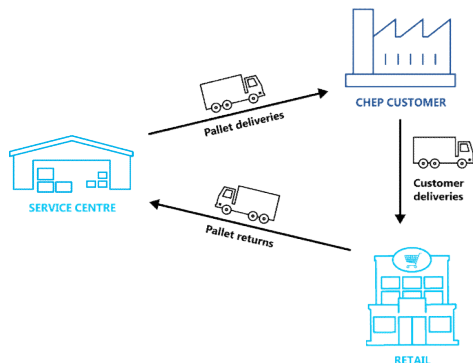 CHEP CUSTOMER
Pallet deliveries
Customer
deliveries
SERVICE CENTRE
Pallet returns
RETAIL